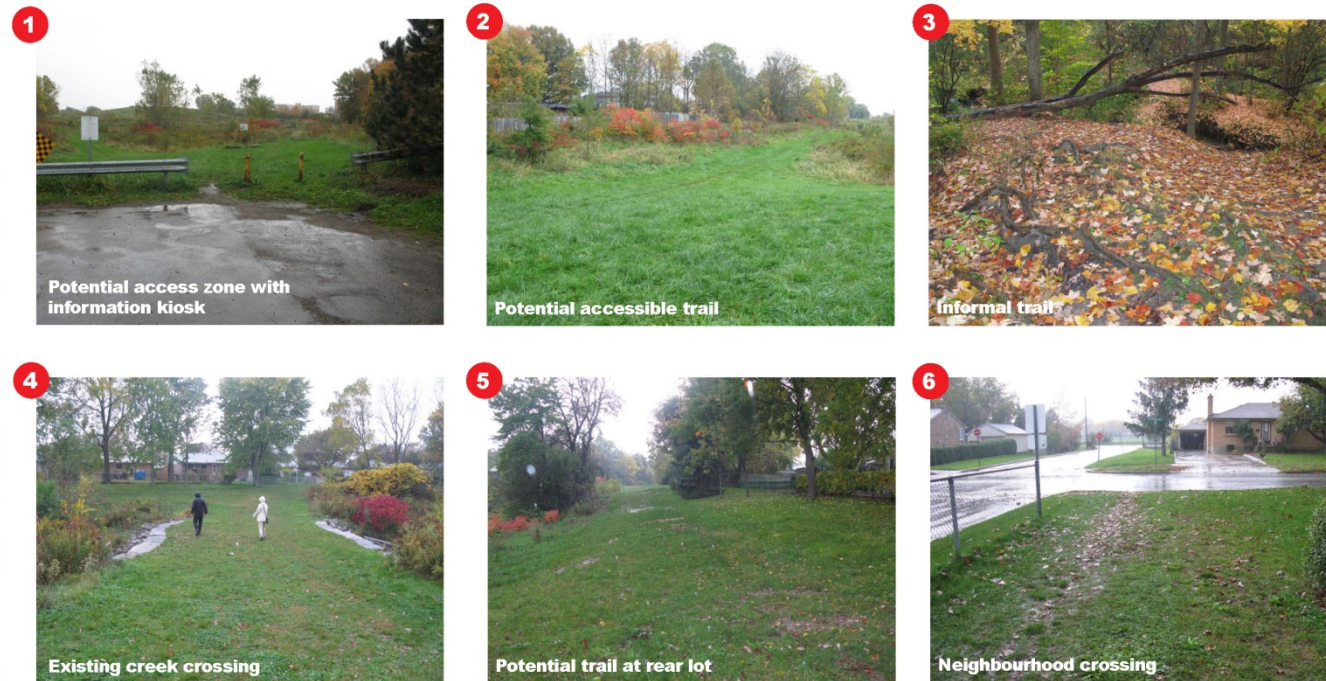 1
Potential access zone with
information kiosk
2
Potential accessible trail
3
Informal trail
4
Existing creek crossing
5
Potential trail at rear lot
6
Neighbourhood crossing